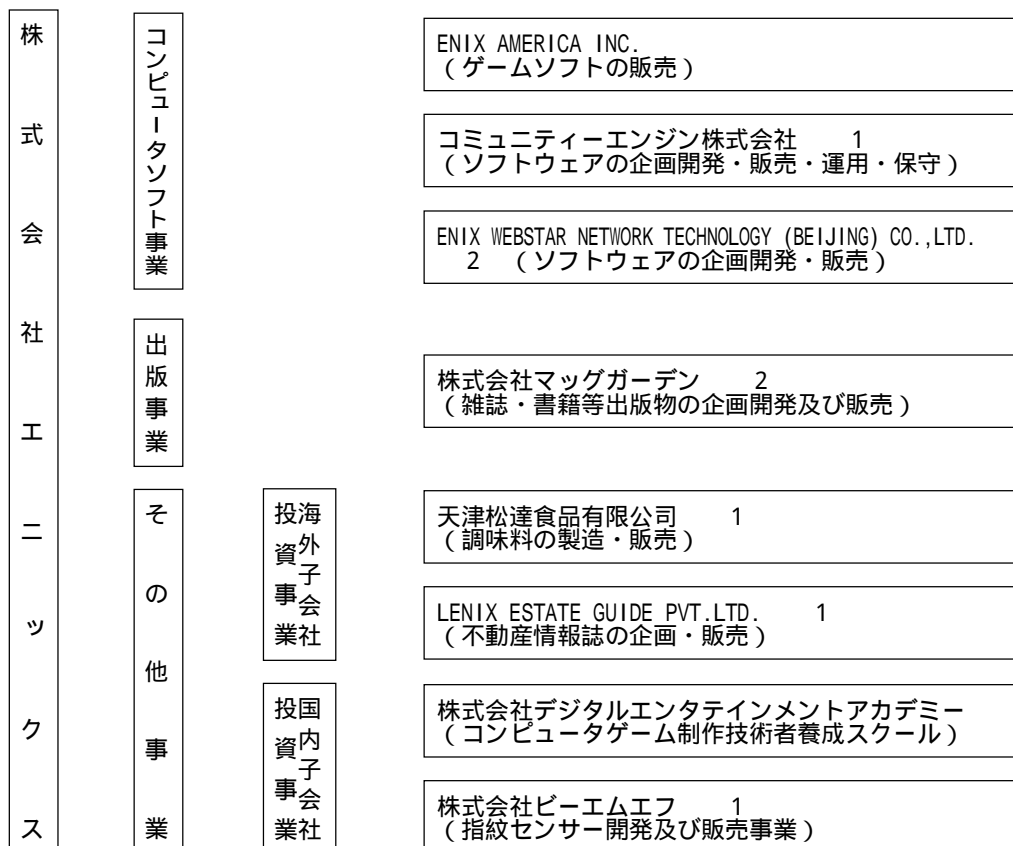 株式会社エニックス
コンピュータソフト事業
ENIX AMERICA INC.
（ゲームソフトの販売）
コミュニティーエンジン株式会社　1
（ソフトウェアの企画開発・販売・運用・保守）
ENIX WEBSTAR NETWORK TECHNOLOGY (BEIJING) CO.,LTD.
2　（ソフトウェアの企画開発・販売）
出版事業
株式会社マッグガーデン　2
（雑誌・書籍等出版物の企画開発及び販売）
その他事業
海外子会社
投資事業
天津松達食品有限公司　1
（調味料の製造・販売）
LENIX ESTATE GUIDE PVT.LTD.　1
（不動産情報誌の企画・販売）
国内子会社
投資事業
株式会社デジタルエンタテインメントアカデミー
（コンピュータゲーム制作技術者養成スクール）
株式会社ビーエムエフ　1
（指紋センサー開発及び販売事業）